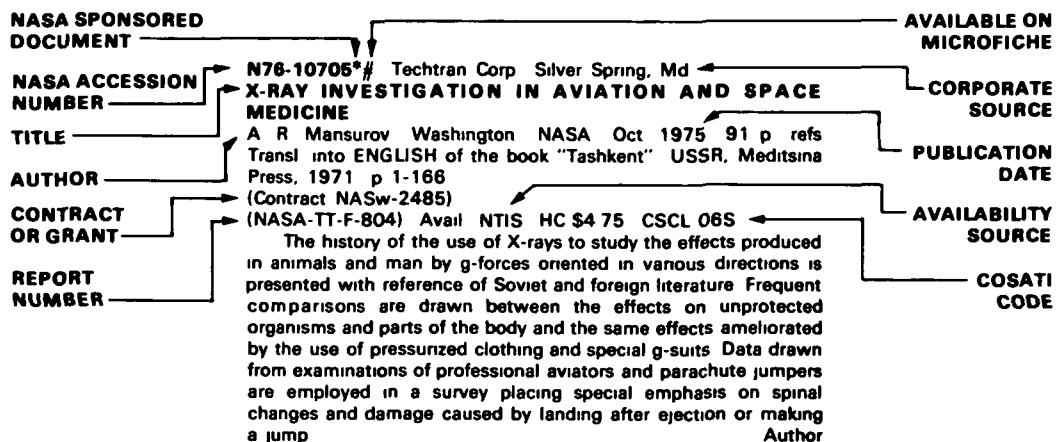 NASA SPONSORED
DOCUMENT
NASA ACCESSION
NUMBER
TITLE
AUTHOR
CONTRACT
OR GRANT
REPORT
NUMBER
N76-10705*# Techtran Corp Silver Spring, Md
X-RAY INVESTIGATION IN AVIATION AND SPACE
MEDICINE
A R Mansurov Washington NASA Oct 1975 91 p refs
Transl into ENGLISH of the book "Tashkent" USSR, Meditsina
Press, 1971 p 1-166
(Contract NASw-2485)
(NASA-TT-F-804) Avail NTIS HC $4 75 CSCL 06S
The history of the use of X-rays to study the effects produced
in animals and man by g-forces oriented in various directions is
presented with reference of Soviet and foreign literature Frequent
comparisons are drawn between the effects on unprotected
organisms and parts of the body and the same effects ameliorated
by the use of pressurized clothing and special g-suits Data drawn
from examinations of professional aviators and parachute jumpers
are employed in a survey placing special emphasis on spinal
changes and damage caused by landing after ejection or making
a jump Author
AVAILABLE ON
MICROFICHE
CORPORATE
SOURCE
PUBLICATION
DATE
AVAILABILITY
SOURCE
COSATI
CODE